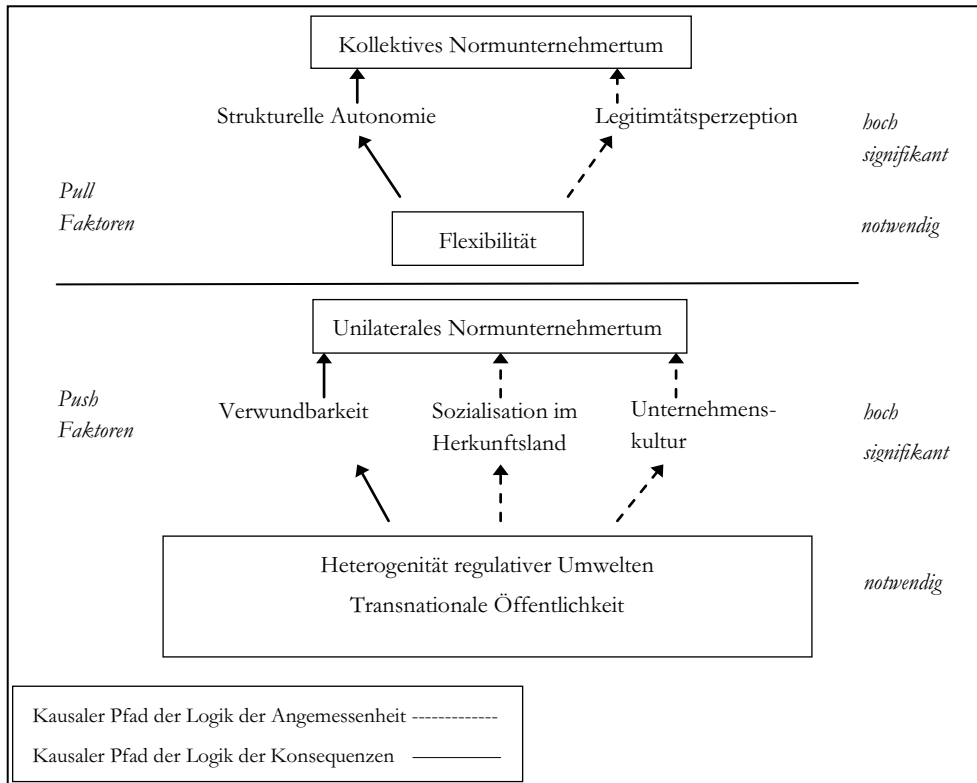 Kollektives Normunternehmertum
Strukturelle Autonomie
Legitimtätsperzeption
hoch
signifikant
Pull
Faktoren
notwendig
Flexibilität
Unilaterales Normunternehmertum
Push
Faktoren
Verwundbarkeit
Sozialisation im
Herkunftsland
Unternehmens-
kultur
hoch
signifikant
Heterogenität regulativer Umwelten
Transnationale Öffentlichkeit
notwendig
Kausaler Pfad der Logik der Angemessenheit -------------
Kausaler Pfad der Logik der Konsequenzen ————